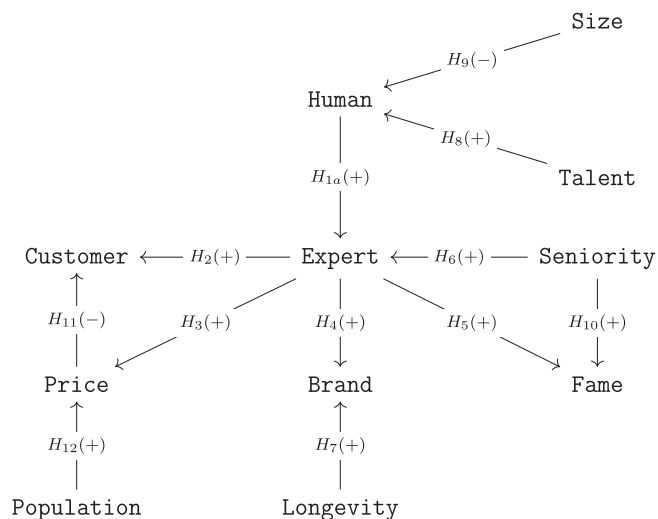 Size
H₉(−)
Human
H₈(+)
H₁ₐ(+)
Talent
Customer H₂(+) Expert H₆(+) Seniority
H₁₁(−) H₃(+) H₄(+) H₅(+) H₁₀(+)
Price Brand Fame
H₁₂(+) H₇(+)
Population Longevity